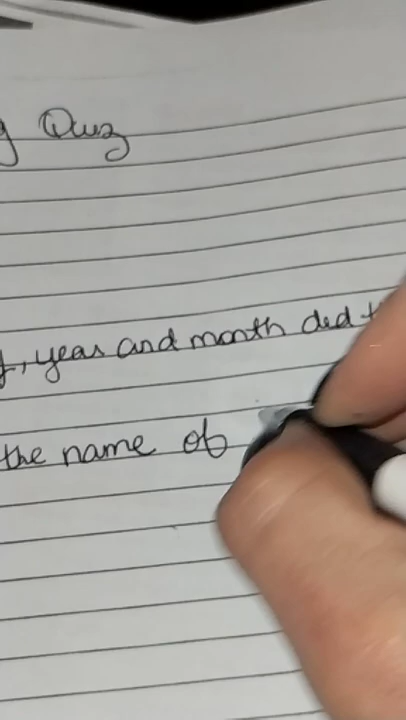 Quiz
, year and month did
the name of